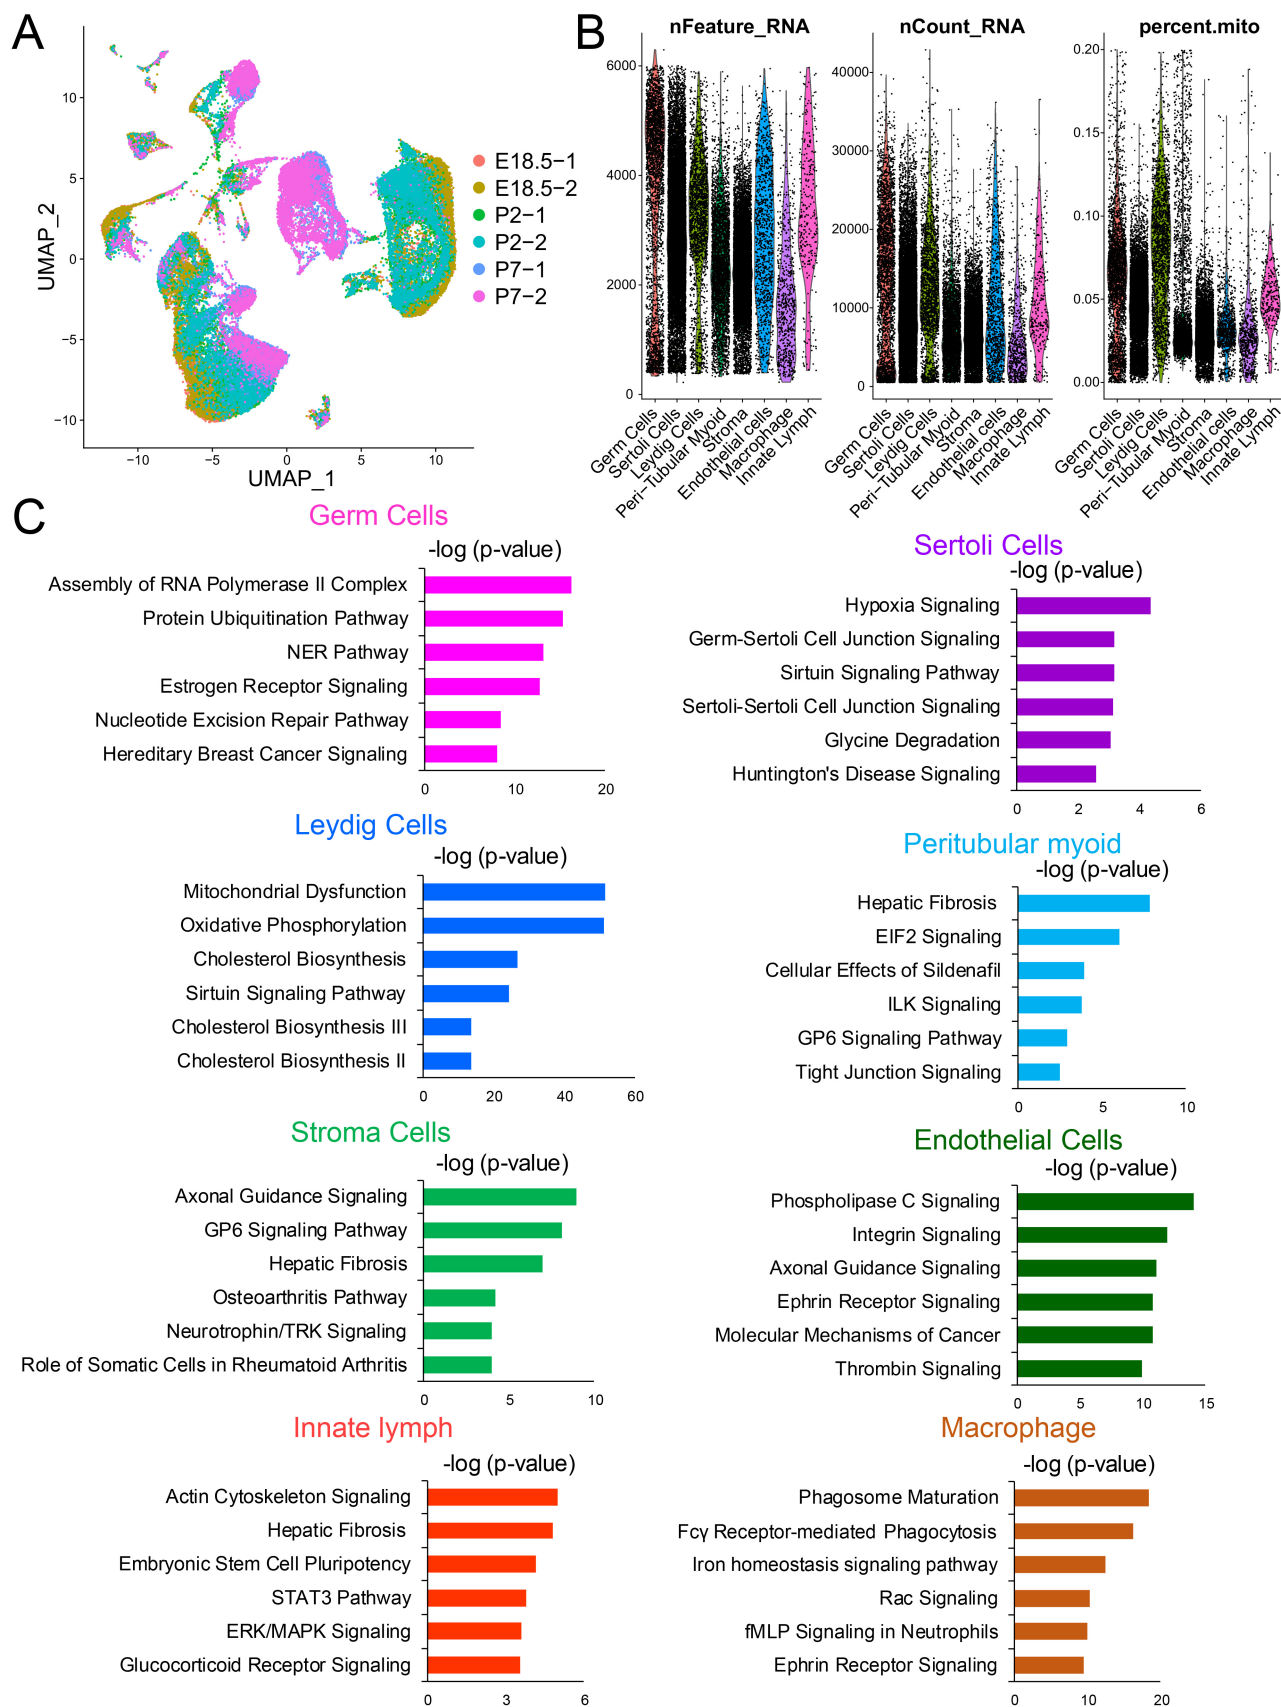 A
UMAP_2
10
5
0
−5
−10
−10
−5
0
5
10
UMAP_1
E18.5−1
E18.5−2
P2−1
P2−2
P7−1
P7−2
B
nFeature_RNA
6000
4000
2000
0
Germ Cells
Sertoli Cells
Leydig Cells
Peri−Tubular Myoid
Stroma
Endothelial cells
Macrophage
Innate Lymph
nCount_RNA
40000
30000
20000
10000
0
Germ Cells
Sertoli Cells
Leydig Cells
Peri−Tubular Myoid
Stroma
Endothelial cells
Macrophage
Innate Lymph
percent.mito
0.20
0.15
0.10
0.05
0.00
Germ Cells
Sertoli Cells
Leydig Cells
Peri−Tubular Myoid
Stroma
Endothelial cells
Macrophage
Innate Lymph
C
Germ Cells
-log (p-value)
Assembly of RNA Polymerase II Complex
Protein Ubiquitination Pathway
NER Pathway
Estrogen Receptor Signaling
Nucleotide Excision Repair Pathway
Hereditary Breast Cancer Signaling
0 10 20
Sertoli Cells
-log (p-value)
Hypoxia Signaling
Germ-Sertoli Cell Junction Signaling
Sirtuin Signaling Pathway
Sertoli-Sertoli Cell Junction Signaling
Glycine Degradation
Huntington's Disease Signaling
0 2 4 6
Leydig Cells
-log (p-value)
Mitochondrial Dysfunction
Oxidative Phosphorylation
Cholesterol Biosynthesis
Sirtuin Signaling Pathway
Cholesterol Biosynthesis III
Cholesterol Biosynthesis II
0 20 40 60
Peritubular myoid
-log (p-value)
Hepatic Fibrosis
EIF2 Signaling
Cellular Effects of Sildenafil
ILK Signaling
GP6 Signaling Pathway
Tight Junction Signaling
0 5 10
Stroma Cells
-log (p-value)
Axonal Guidance Signaling
GP6 Signaling Pathway
Hepatic Fibrosis
Osteoarthritis Pathway
Neurotrophin/TRK Signaling
Role of Somatic Cells in Rheumatoid Arthritis
0 5 10
Endothelial Cells
-log (p-value)
Phospholipase C Signaling
Integrin Signaling
Axonal Guidance Signaling
Ephrin Receptor Signaling
Molecular Mechanisms of Cancer
Thrombin Signaling
0 5 10 15
Innate lymph
-log (p-value)
Actin Cytoskeleton Signaling
Hepatic Fibrosis
Embryonic Stem Cell Pluripotency
STAT3 Pathway
ERK/MAPK Signaling
Glucocorticoid Receptor Signaling
0 3 6
Macrophage
-log (p-value)
Phagosome Maturation
Fcγ Receptor-mediated Phagocytosis
Iron homeostasis signaling pathway
Rac Signaling
fMLP Signaling in Neutrophils
Ephrin Receptor Signaling
0 10 20